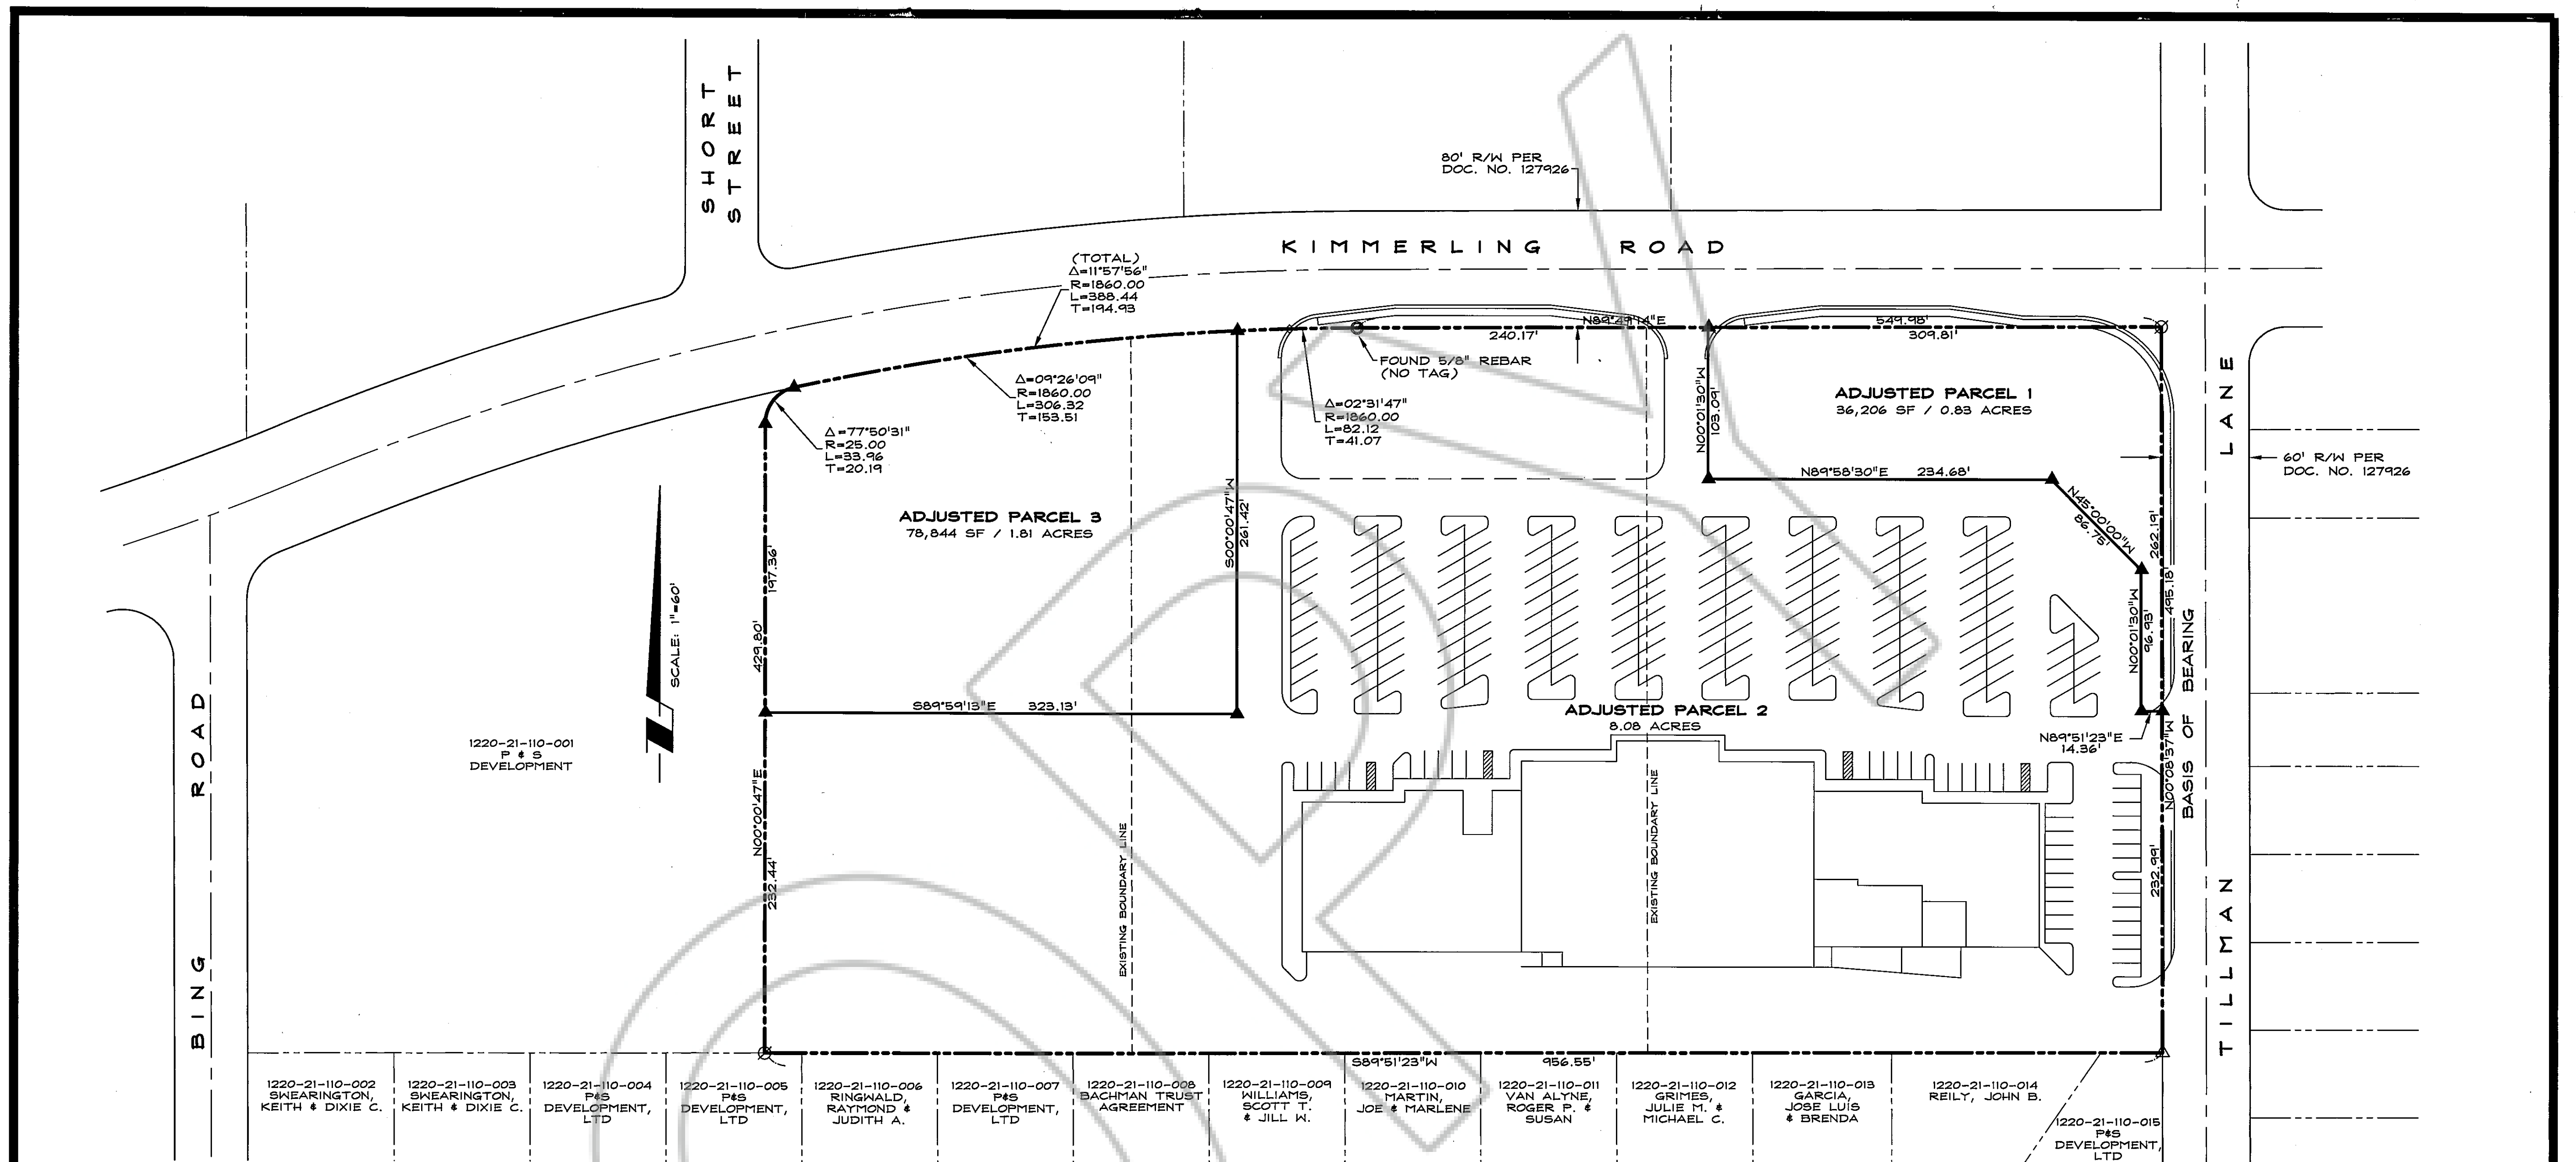 SHORT
STREET
80' R/W PER
DOC. NO. 127926
KIMMERLING ROAD
(TOTAL)
Δ=11°57'56"
R=1860.00
L=388.44
T=194.93
N89°49'14"E
549.98'
240.17'
309.81'
FOUND 5/8" REBAR
(NO TAG)
Δ=09°26'09"
R=1860.00
L=306.32
T=153.51
Δ=02°31'47"
R=1860.00
L=82.12
T=41.07
Δ=77°50'31"
R=25.00
L=33.96
T=20.19
N00°01'30"W
103.09'
ADJUSTED PARCEL 1
36,206 SF / 0.83 ACRES
LANE
60' R/W PER
DOC. NO. 127926
N89°58'30"E 234.68'
N45°00'00"W
86.75'
262.19'
495.18'
ADJUSTED PARCEL 3
78,844 SF / 1.81 ACRES
S00°00'47"W
261.42'
197.36'
429.80'
SCALE: 1"=60'
N00°01'30"W
96.93'
BASIS OF BEARING
S89°59'13"E 323.13'
ADJUSTED PARCEL 2
8.08 ACRES
N89°51'23"E
14.36'
N00°08'37"W
1220-21-110-001
P & S
DEVELOPMENT
BING ROAD
N00°00'47"E
232.44'
EXISTING BOUNDARY LINE
EXISTING BOUNDARY LINE
232.99'
TILLMAN
S89°51'23"W 956.55'
1220-21-110-002
SWEARINGTON,
KEITH & DIXIE C.
1220-21-110-003
SWEARINGTON,
KEITH & DIXIE C.
1220-21-110-004
P&S
DEVELOPMENT,
LTD
1220-21-110-005
P&S
DEVELOPMENT,
LTD
1220-21-110-006
RINGWALD,
RAYMOND &
JUDITH A.
1220-21-110-007
P&S
DEVELOPMENT,
LTD
1220-21-110-008
BACHMAN TRUST
AGREEMENT
1220-21-110-009
WILLIAMS,
SCOTT T.
& JILL W.
1220-21-110-010
MARTIN,
JOE & MARLENE
1220-21-110-011
VAN ALYNE,
ROGER P. &
SUSAN
1220-21-110-012
GRIMES,
JULIE M. &
MICHAEL C.
1220-21-110-013
GARCIA,
JOSE LUIS
& BRENDA
1220-21-110-014
REILY, JOHN B.
1220-21-110-015
P&S
DEVELOPMENT,
LTD